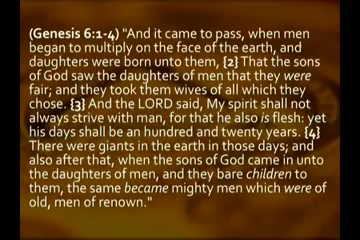 (Genesis 6:1-4) "And it came to pass, when men
began to multiply on the face of the earth, and
daughters were born unto them, {2} That the sons
of God saw the daughters of men that they were
fair; and they took them wives of all which they
chose. {3} And the LORD said, My spirit shall not
always strive with man, for that he also is flesh: yet
his days shall be an hundred and twenty years. {4}
There were giants in the earth in those days; and
also after that, when the sons of God came in unto
the daughters of men, and they bare children to
them, the same became mighty men which were of
old, men of renown."